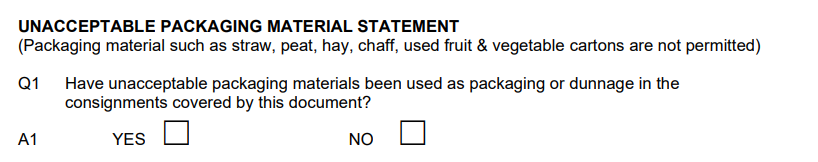 UNACCEPTABLE PACKAGING MATERIAL STATEMENT
(Packaging material such as straw, peat, hay, chaff, used fruit & vegetable cartons are not permitted)
Q1 Have unacceptable packaging materials been used as packaging or dunnage in the
consignments covered by this document?
A1 YES NO